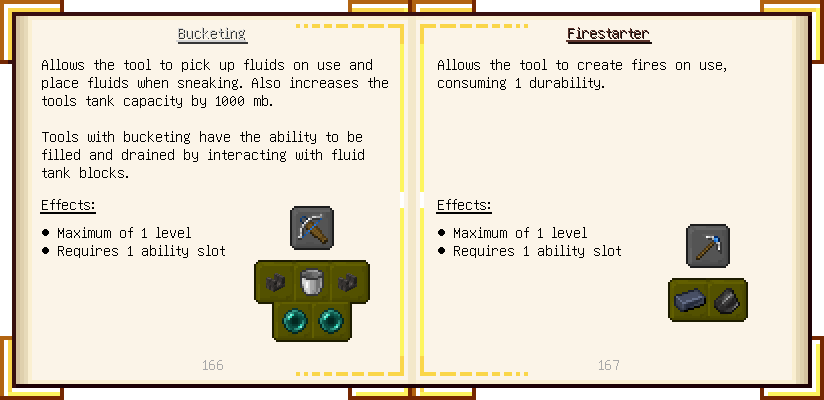 Bucketing
Allows the tool to pick up fluids on use and
place fluids when sneaking. Also increases the
tools tank capacity by 1000 mb.
Tools with bucketing have the ability to be
filled and drained by interacting with fluid
tank blocks.
Effects:
● Maximum of 1 level
● Requires 1 ability slot
166
Firestarter
Allows the tool to create fires on use,
consuming 1 durability.
Effects:
● Maximum of 1 level
● Requires 1 ability slot
167